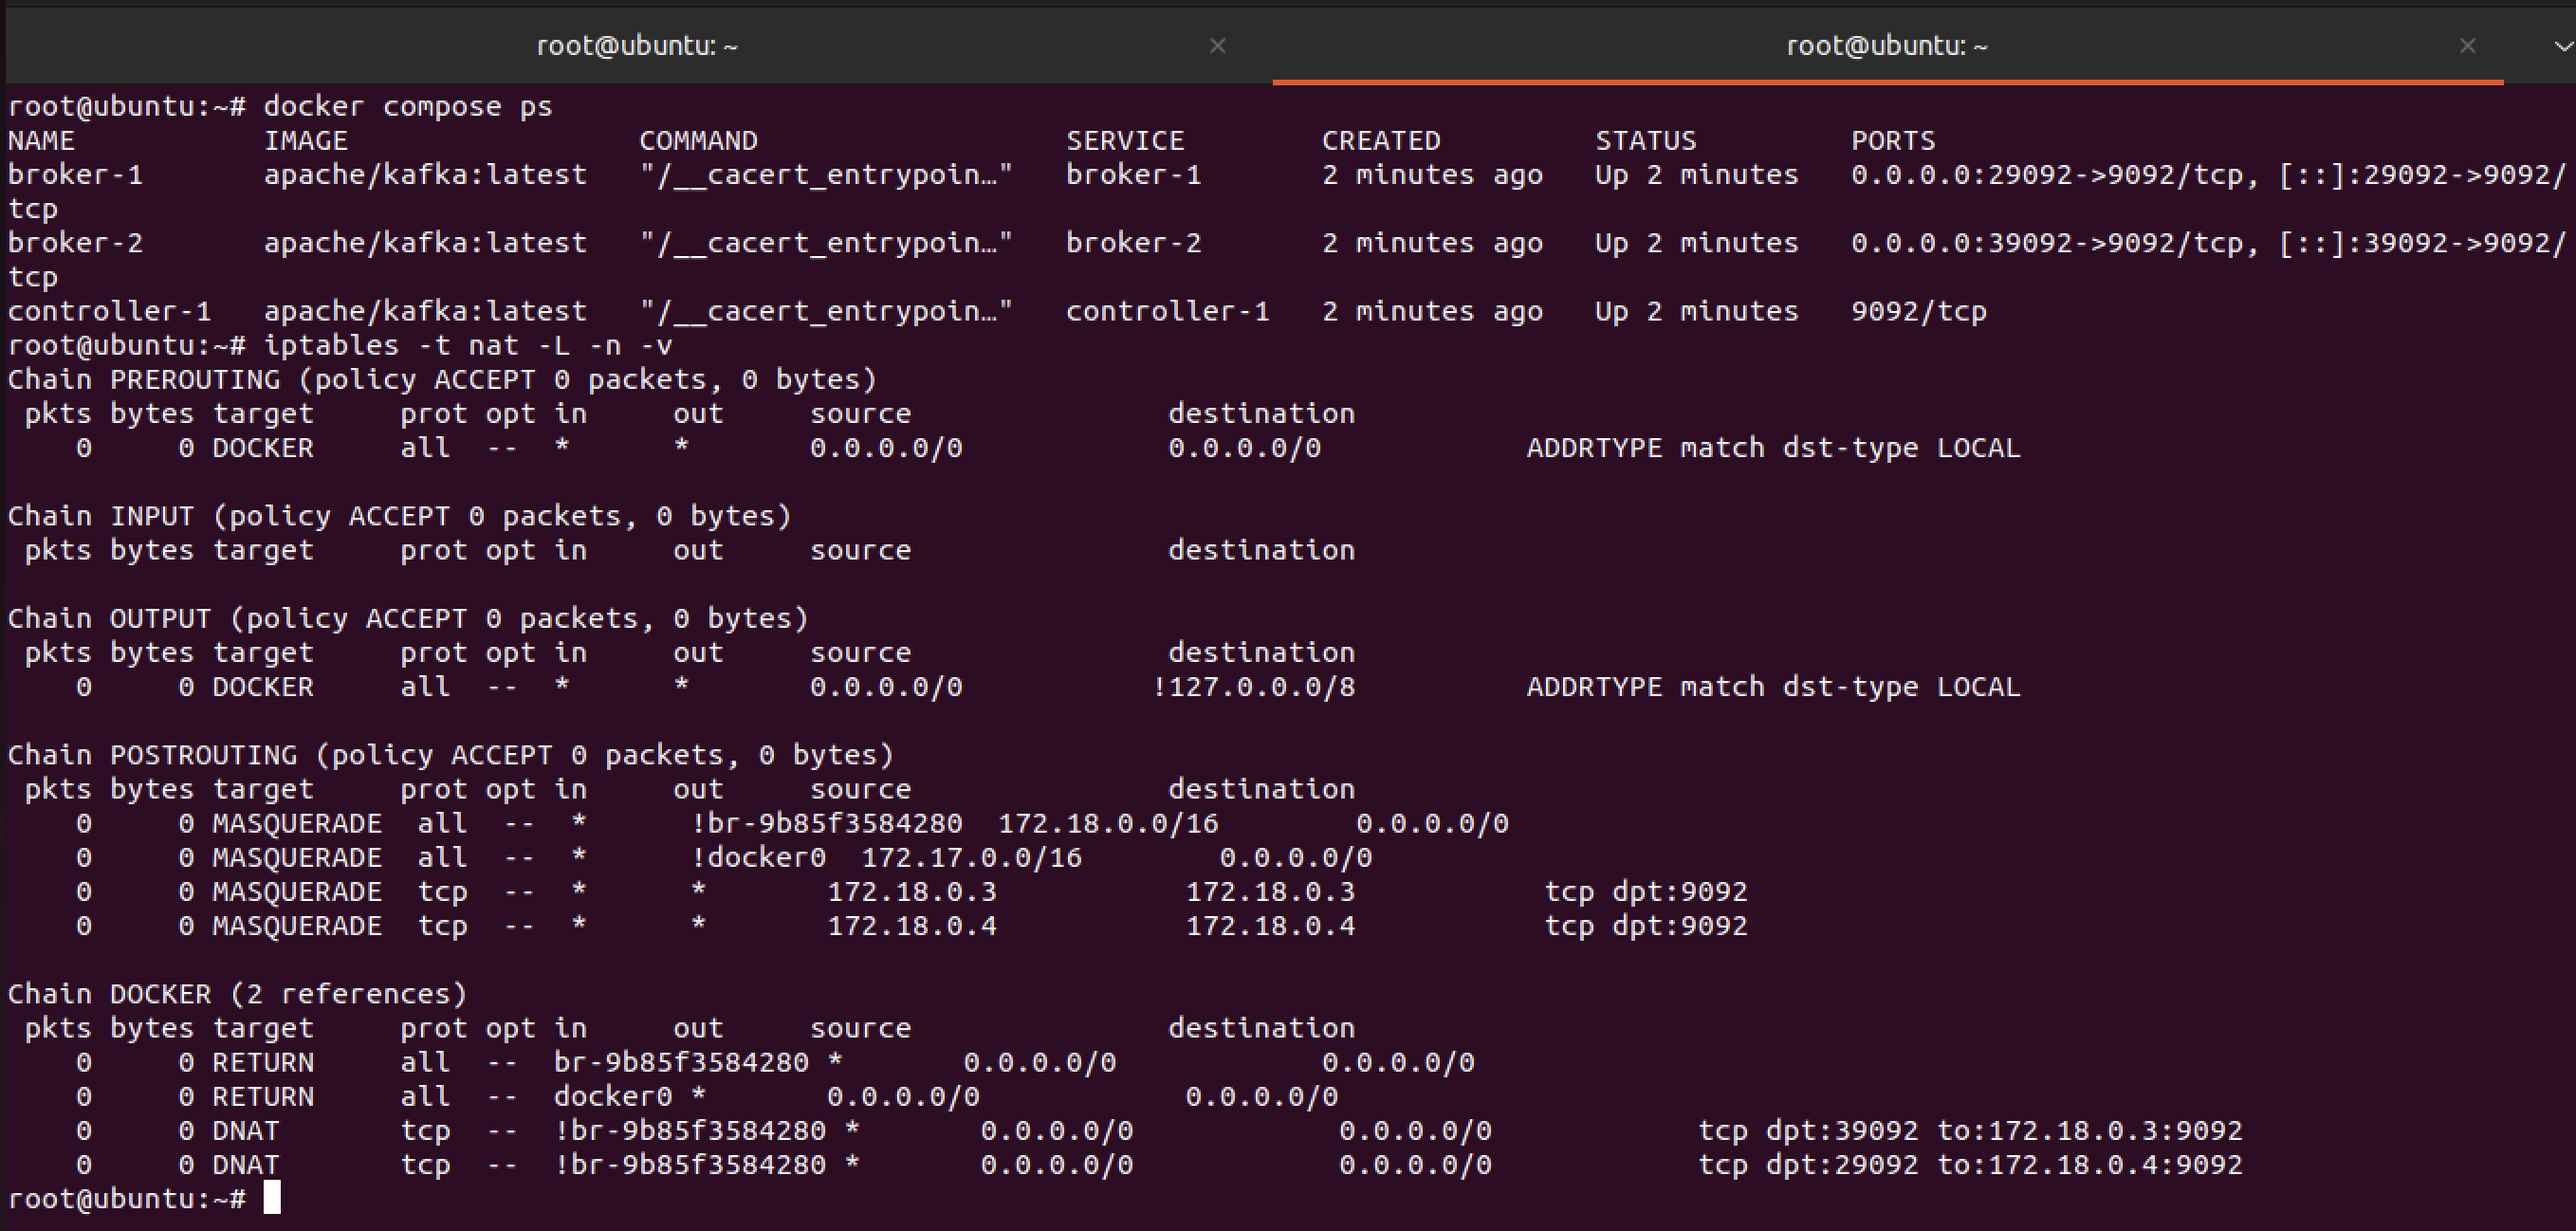 root@ubuntu: ~ × root@ubuntu: ~ ×
root@ubuntu:~# docker compose ps
NAME IMAGE COMMAND SERVICE CREATED STATUS PORTS
broker-1 apache/kafka:latest "/__cacert_entrypoin…" broker-1 2 minutes ago Up 2 minutes 0.0.0.0:29092->9092/tcp, [::]:29092->9092/
tcp
broker-2 apache/kafka:latest "/__cacert_entrypoin…" broker-2 2 minutes ago Up 2 minutes 0.0.0.0:39092->9092/tcp, [::]:39092->9092/
tcp
controller-1 apache/kafka:latest "/__cacert_entrypoin…" controller-1 2 minutes ago Up 2 minutes 9092/tcp
root@ubuntu:~# iptables -t nat -L -n -v
Chain PREROUTING (policy ACCEPT 0 packets, 0 bytes)
pkts bytes target prot opt in out source destination
0 0 DOCKER all -- * * 0.0.0.0/0 0.0.0.0/0 ADDRTYPE match dst-type LOCAL
Chain INPUT (policy ACCEPT 0 packets, 0 bytes)
pkts bytes target prot opt in out source destination
Chain OUTPUT (policy ACCEPT 0 packets, 0 bytes)
pkts bytes target prot opt in out source destination
0 0 DOCKER all -- * * 0.0.0.0/0 !127.0.0.0/8 ADDRTYPE match dst-type LOCAL
Chain POSTROUTING (policy ACCEPT 0 packets, 0 bytes)
pkts bytes target prot opt in out source destination
0 0 MASQUERADE all -- * !br-9b85f3584280 172.18.0.0/16 0.0.0.0/0
0 0 MASQUERADE all -- * !docker0 172.17.0.0/16 0.0.0.0/0
0 0 MASQUERADE tcp -- * * 172.18.0.3 172.18.0.3 tcp dpt:9092
0 0 MASQUERADE tcp -- * * 172.18.0.4 172.18.0.4 tcp dpt:9092
Chain DOCKER (2 references)
pkts bytes target prot opt in out source destination
0 0 RETURN all -- br-9b85f3584280 * 0.0.0.0/0 0.0.0.0/0
0 0 RETURN all -- docker0 * 0.0.0.0/0 0.0.0.0/0
0 0 DNAT tcp -- !br-9b85f3584280 * 0.0.0.0/0 0.0.0.0/0 tcp dpt:39092 to:172.18.0.3:9092
0 0 DNAT tcp -- !br-9b85f3584280 * 0.0.0.0/0 0.0.0.0/0 tcp dpt:29092 to:172.18.0.4:9092
root@ubuntu:~#